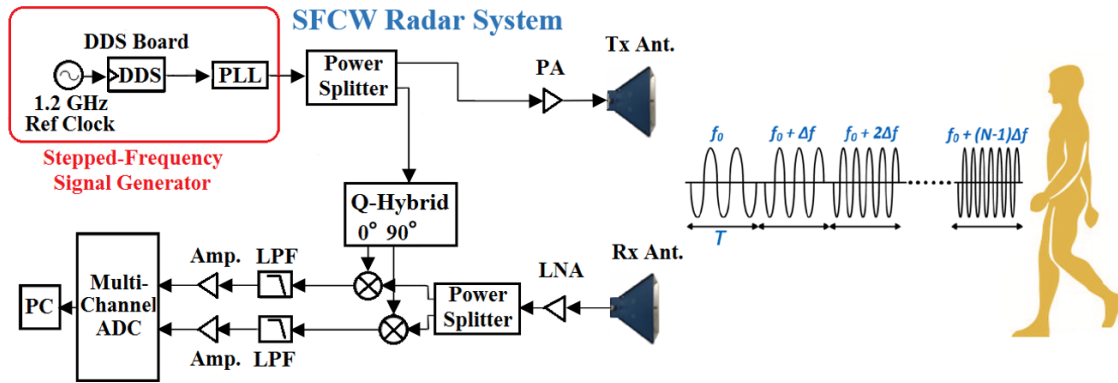 SFCW Radar System
DDS Board
DDS
PLL
1.2 GHz
Ref Clock
Stepped-Frequency
Signal Generator
Power
Splitter
PA
Tx Ant.
f₀
f₀ + Δf
f₀ + 2Δf
f₀ + (N-1)Δf
T
Q-Hybrid
0° 90°
Amp.
LPF
LNA
Rx Ant.
PC
Multi-
Channel
ADC
Power
Splitter
Amp.
LPF